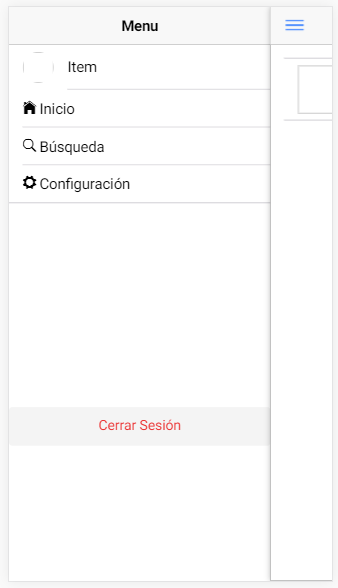 Menu
Item
Inicio
Búsqueda
Configuración
Cerrar Sesión